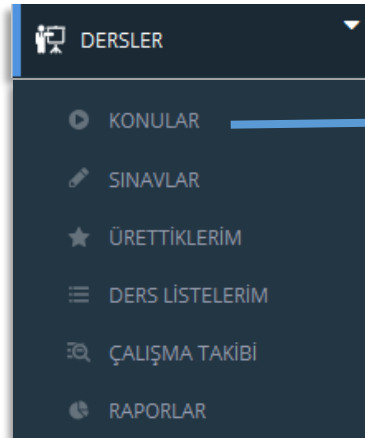 DERSLER
KONULAR
SINAVLAR
ÜRETTİKLERİM
DERS LİSTELERİM
ÇALIŞMA TAKİBİ
RAPORLAR